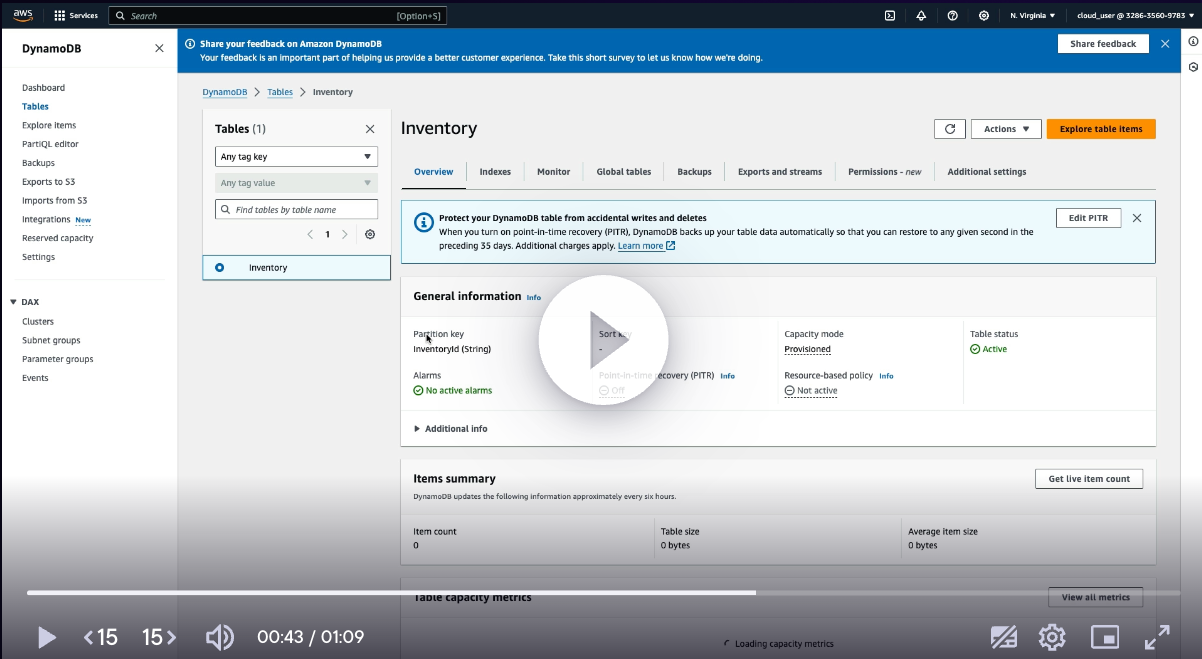 aws Services Search [Option+S] N. Virginia cloud_user @ 3286-3560-9783
DynamoDB
Dashboard
Tables
Explore items
PartiQL editor
Backups
Exports to S3
Imports from S3
Integrations New
Reserved capacity
Settings
DAX
Clusters
Subnet groups
Parameter groups
Events
Share your feedback on Amazon DynamoDB
Your feedback is an important part of helping us provide a better customer experience. Take this short survey to let us know how we're doing.
Share feedback
DynamoDB > Tables > Inventory
Tables (1)
Any tag key
Any tag value
Find tables by table name
1
Inventory
Inventory
Actions
Explore table items
Overview Indexes Monitor Global tables Backups Exports and streams Permissions - new Additional settings
Protect your DynamoDB table from accidental writes and deletes
When you turn on point-in-time recovery (PITR), DynamoDB backs up your table data automatically so that you can restore to any given second in the
preceding 35 days. Additional charges apply. Learn more
Edit PITR
General information Info
Partition key
InventoryId (String)
Sort key
-
Capacity mode
Provisioned
Table status
Active
Alarms
No active alarms
Point-in-time recovery (PITR) Info
Off
Resource-based policy Info
Not active
Additional info
Items summary
DynamoDB updates the following information approximately every six hours.
Get live item count
Item count
0
Table size
0 bytes
Average item size
0 bytes
Table capacity metrics
View all metrics
Loading capacity metrics
15 15 00:43 / 01:09